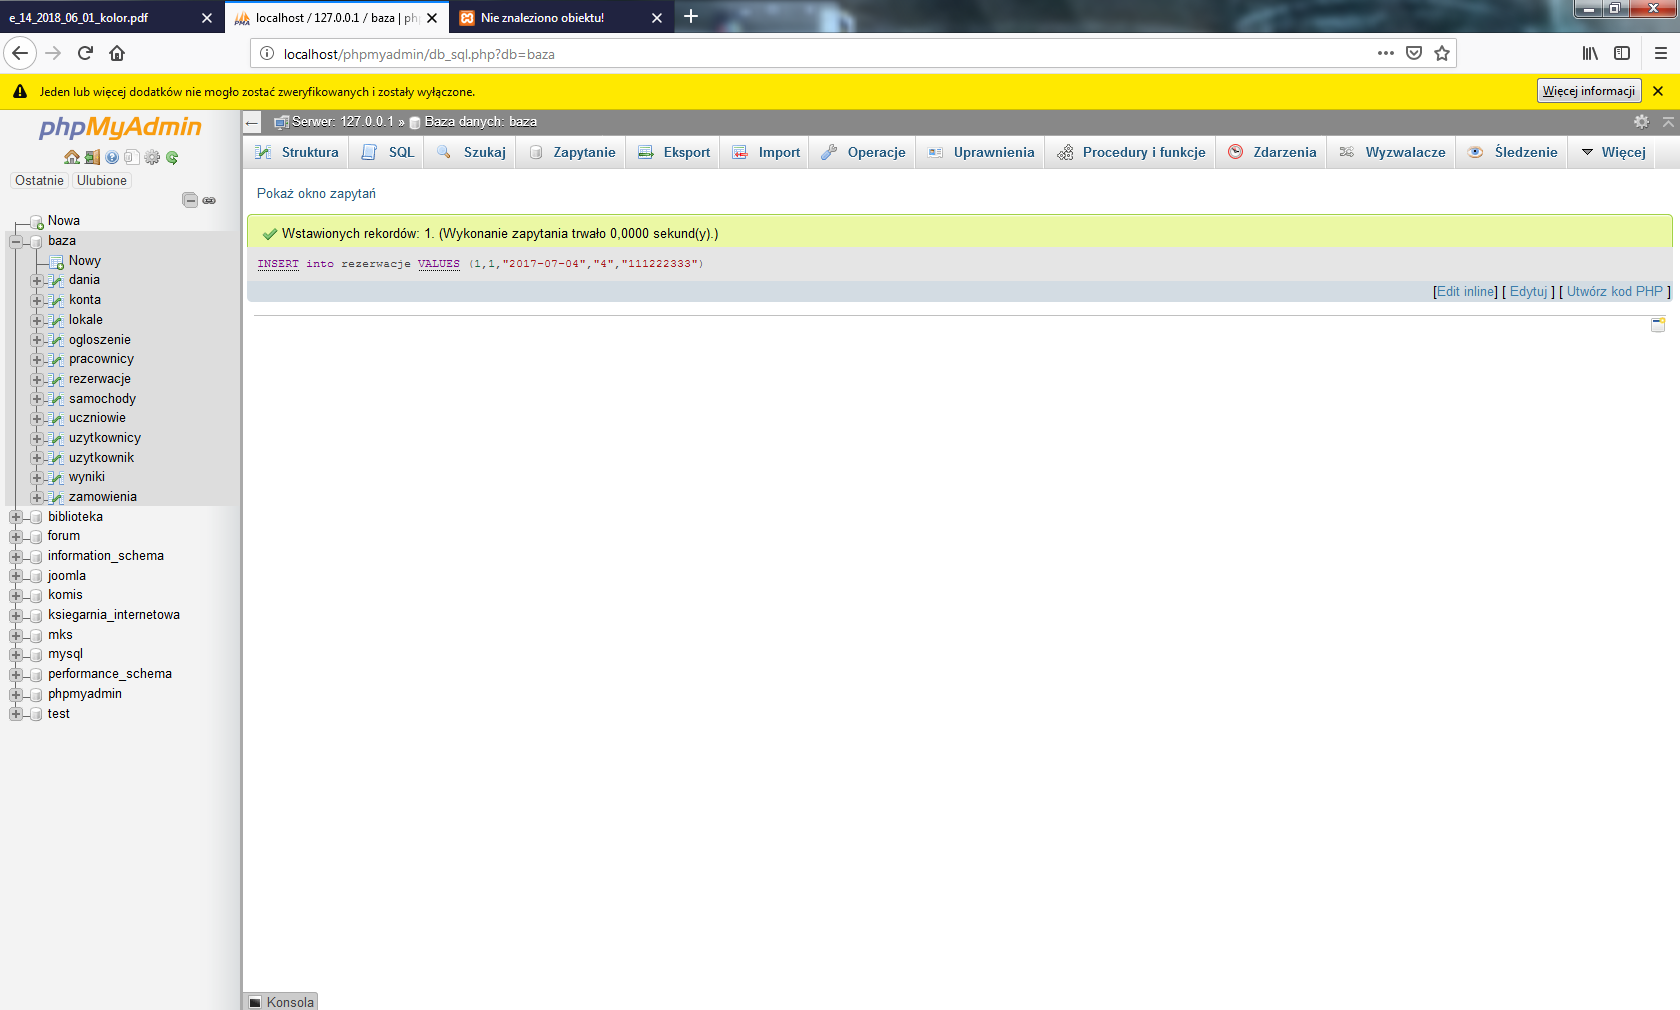 e_14_2018_06_01_kolor.pdf
localhost / 127.0.0.1 / baza | ph
Nie znaleziono obiektu!
localhost/phpmyadmin/db_sql.php?db=baza
Jeden lub więcej dodatków nie mogło zostać zweryfikowanych i zostały wyłączone.
Więcej informacji
phpMyAdmin
Ostatnie Ulubione
Nowa
baza
Nowy
dania
konta
lokale
ogloszenie
pracownicy
rezerwacje
samochody
uczniowie
uzytkownicy
uzytkownik
wyniki
zamowienia
biblioteka
forum
information_schema
joomla
komis
ksiegarnia_internetowa
mks
mysql
performance_schema
phpmyadmin
test
Serwer: 127.0.0.1 » Baza danych: baza
Struktura SQL Szukaj Zapytanie Eksport Import Operacje Uprawnienia Procedury i funkcje Zdarzenia Wyzwalacze Śledzenie Więcej
Pokaż okno zapytań
Wstawionych rekordów: 1. (Wykonanie zapytania trwało 0,0000 sekund(y).)
INSERT into rezerwacje VALUES (1,1,"2017-07-04","4","111222333")
[Edit inline] [ Edytuj ] [ Utwórz kod PHP ]
Konsola